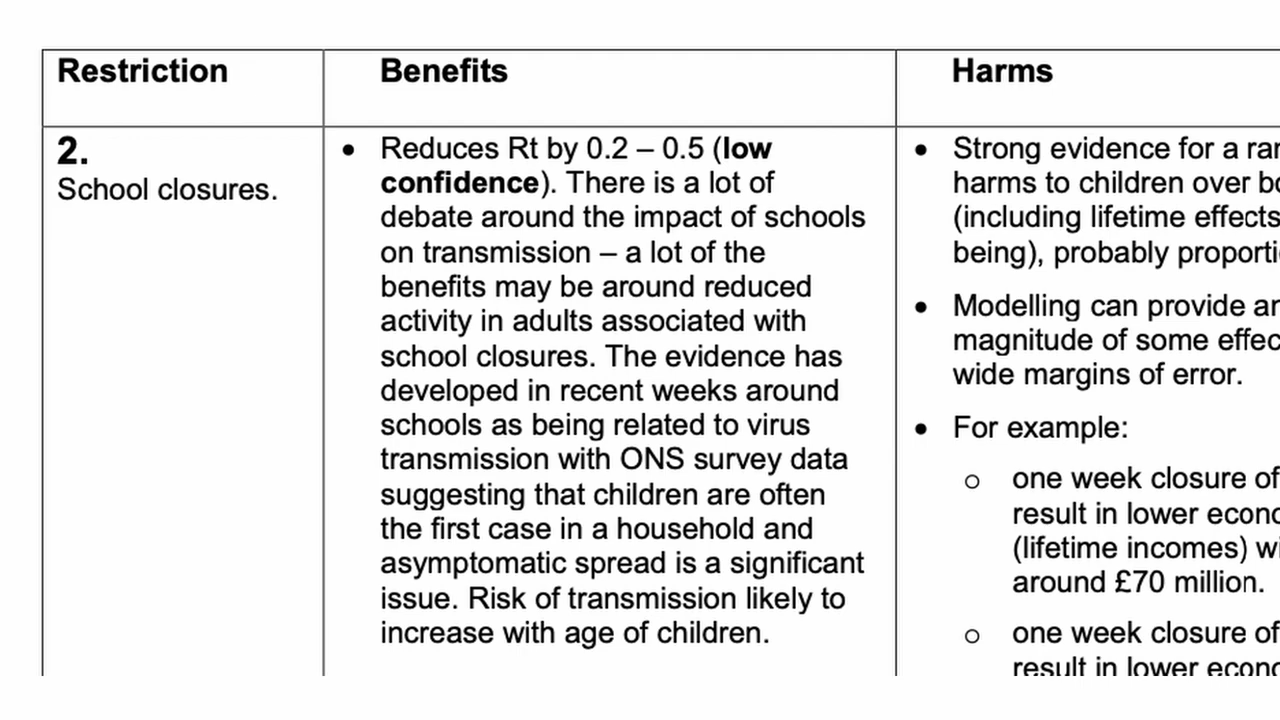 Restriction
Benefits
Harms
2.
School closures.
• Reduces Rt by 0.2 – 0.5 (low
confidence). There is a lot of
debate around the impact of schools
on transmission – a lot of the
benefits may be around reduced
activity in adults associated with
school closures. The evidence has
developed in recent weeks around
schools as being related to virus
transmission with ONS survey data
suggesting that children are often
the first case in a household and
asymptomatic spread is a significant
issue. Risk of transmission likely to
increase with age of children.
• Strong evidence for a
harms to children over
(including lifetime effects
being), probably
• Modelling can provide
magnitude of some
wide margins of error.
• For example:
o one week closure of
result in lower
(lifetime incomes)
around £70 million.
o one week closure of
result in lower